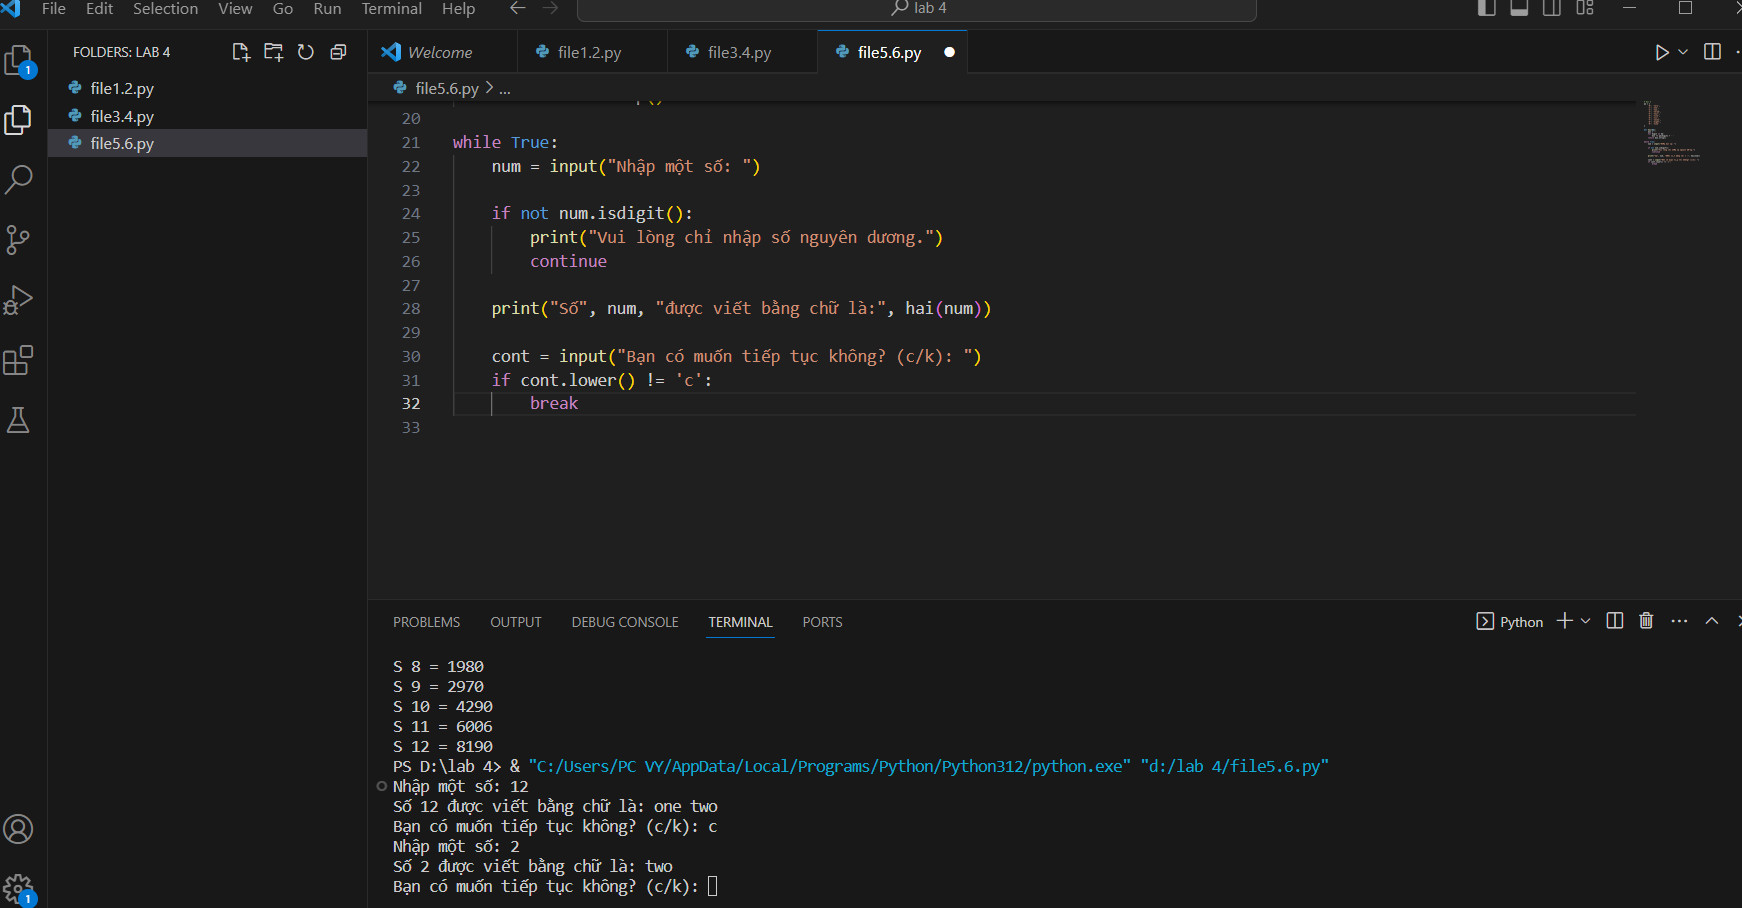 File Edit Selection View Go Run Terminal Help
lab 4
FOLDERS: LAB 4
Welcome file1.2.py file3.4.py file5.6.py
1
file1.2.py
file3.4.py
file5.6.py
file5.6.py > ...
20
21 while True:
22 num = input("Nhập một số: ")
23
24 if not num.isdigit():
25 print("Vui lòng chỉ nhập số nguyên dương.")
26 continue
27
28 print("Số", num, "được viết bằng chữ là:", hai(num))
29
30 cont = input("Bạn có muốn tiếp tục không? (c/k): ")
31 if cont.lower() != 'c':
32 break
33
PROBLEMS OUTPUT DEBUG CONSOLE TERMINAL PORTS
Python
S 8 = 1980
S 9 = 2970
S 10 = 4290
S 11 = 6006
S 12 = 8190
PS D:\lab 4> & "C:/Users/PC VY/AppData/Local/Programs/Python/Python312/python.exe" "d:/lab 4/file5.6.py"
Nhập một số: 12
Số 12 được viết bằng chữ là: one two
Bạn có muốn tiếp tục không? (c/k): c
Nhập một số: 2
Số 2 được viết bằng chữ là: two
Bạn có muốn tiếp tục không? (c/k):
1